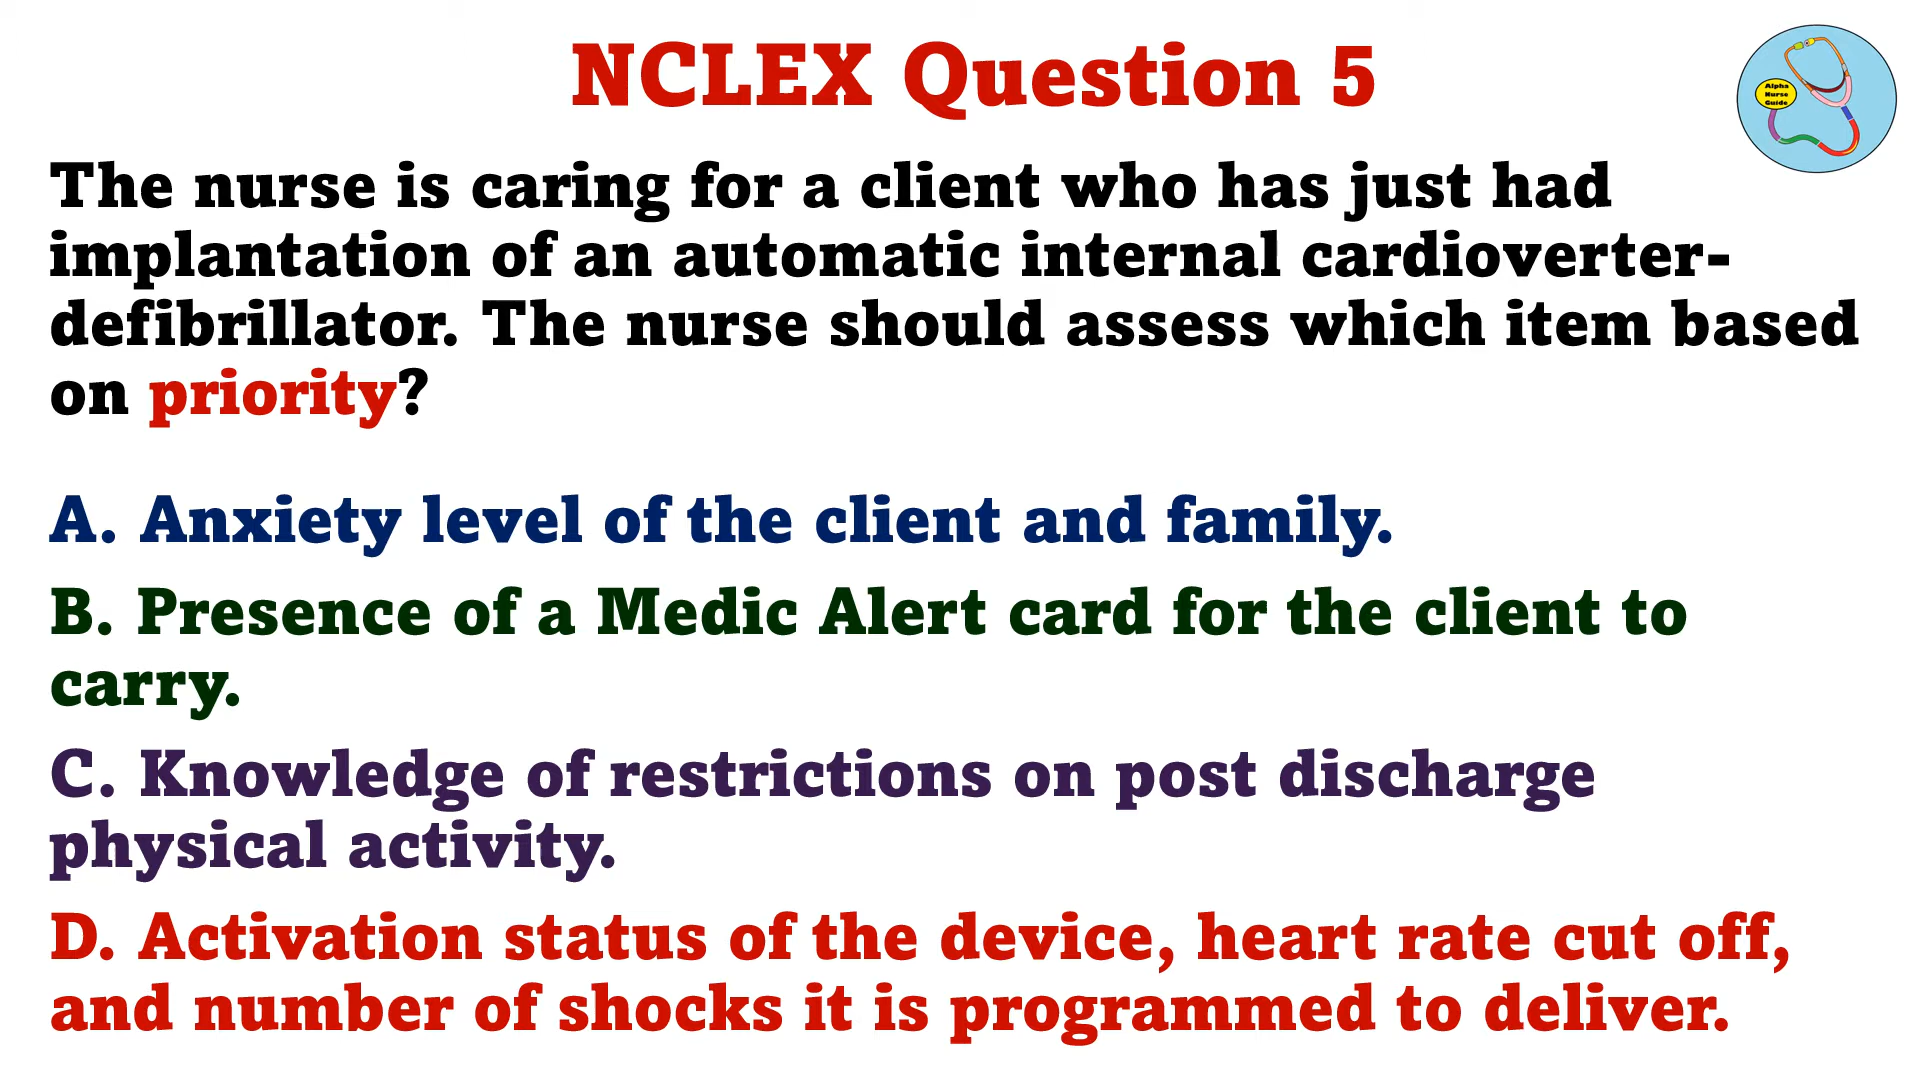 NCLEX Question 5
Alpha
Nurse
Guide
The nurse is caring for a client who has just had
implantation of an automatic internal cardioverter-
defibrillator. The nurse should assess which item based
on priority?
A. Anxiety level of the client and family.
B. Presence of a Medic Alert card for the client to
carry.
C. Knowledge of restrictions on post discharge
physical activity.
D. Activation status of the device, heart rate cut off,
and number of shocks it is programmed to deliver.